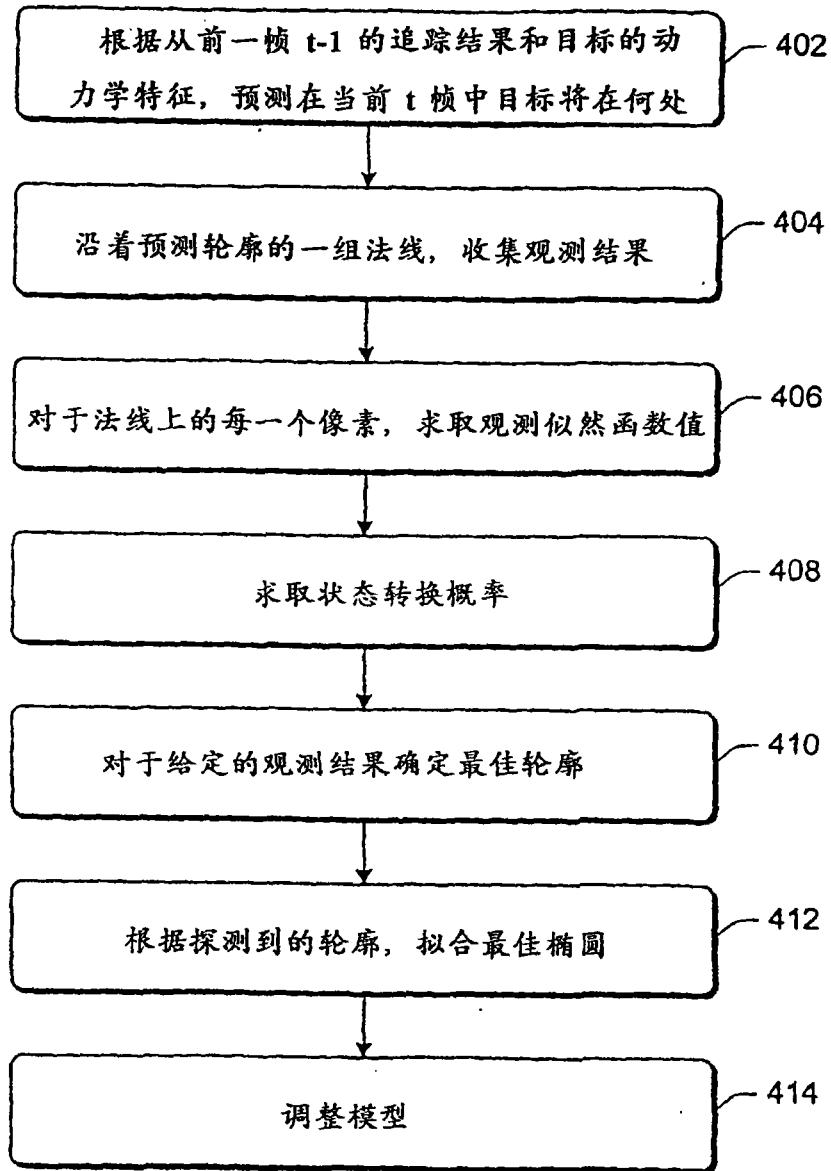 根据从前一帧 t-1 的追踪结果和目标的动
力学特征，预测在当前 t 帧中目标将在何处
402
沿着预测轮廓的一组法线，收集观测结果
404
对于法线上的每一个像素，求取观测似然函数值
406
求取状态转换概率
408
对于给定的观测结果确定最佳轮廓
410
根据探测到的轮廓，拟合最佳椭圆
412
调整模型
414